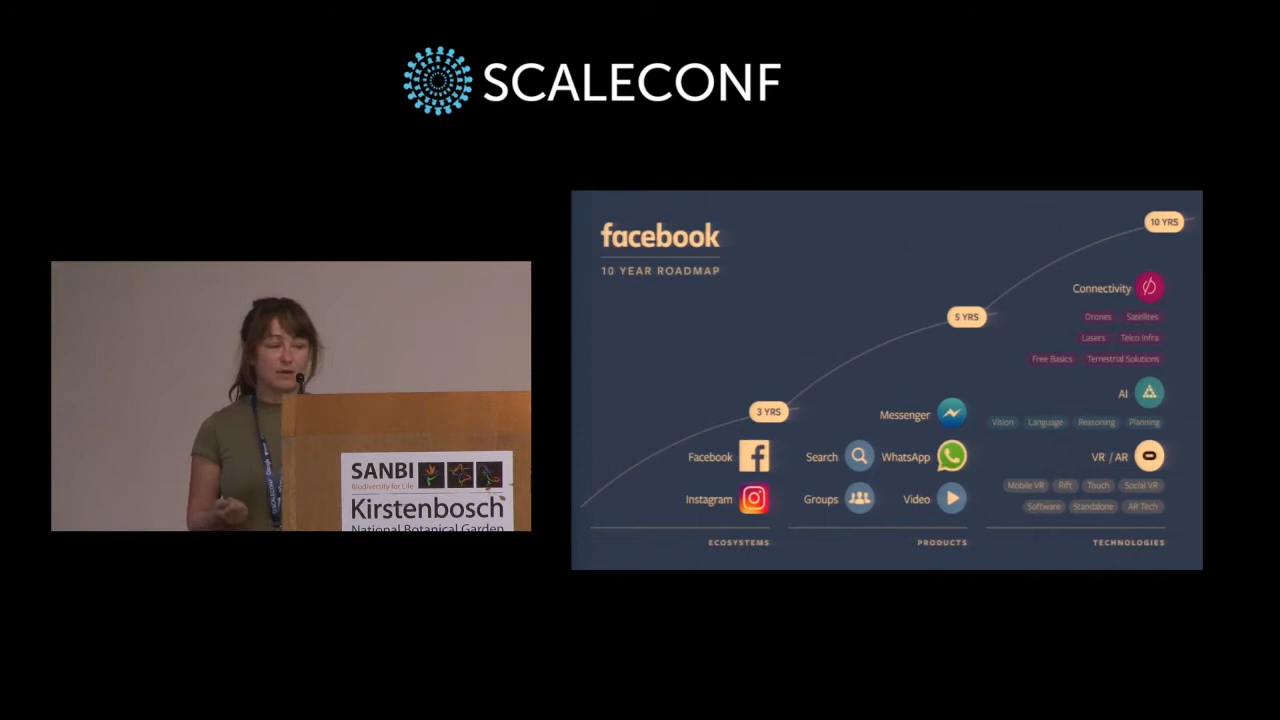 SCALECONF
SANBI
Biodiversity for Life
Kirstenbosch
National Botanical Garden
facebook
10 YEAR ROADMAP
10 YRS
5 YRS
3 YRS
Facebook
Instagram
ECOSYSTEMS
Messenger
Search WhatsApp
Groups Video
PRODUCTS
Connectivity
Drones Satellites
Lasers Telco Infra
Free Basics Terrestrial Solutions
AI
Vision Language Reasoning Planning
VR / AR
Mobile VR Rift Touch Social VR
Software Standalone AR Tech
TECHNOLOGIES